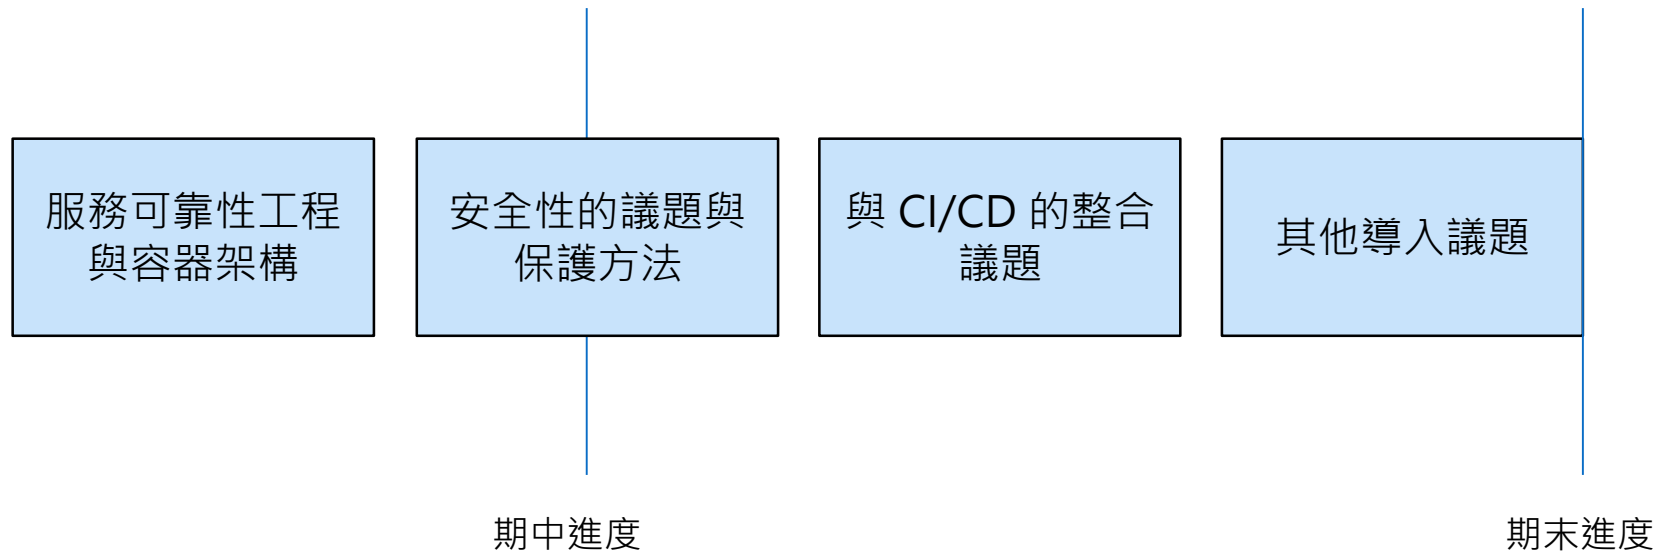 服務可靠性工程
與容器架構
安全性的議題與
保護方法
與 CI/CD 的整合
議題
其他導入議題
期中進度
期末進度